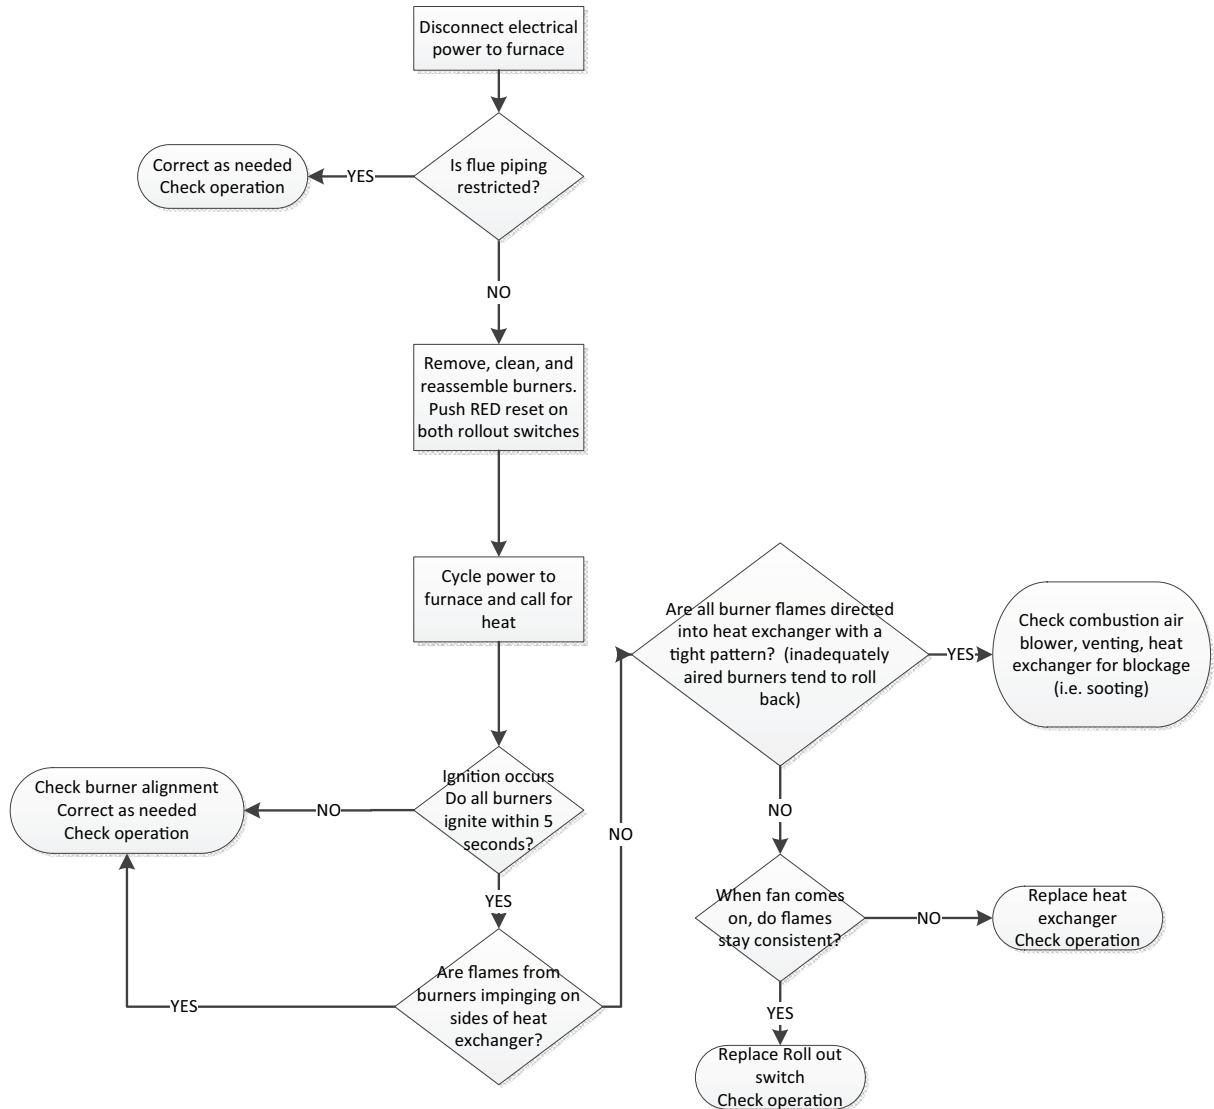 Disconnect electrical
power to furnace
Is flue piping
restricted?
YES
Correct as needed
Check operation
NO
Remove, clean, and
reassemble burners.
Push RED reset on
both rollout switches
Cycle power to
furnace and call for
heat
Ignition occurs
Do all burners
ignite within 5
seconds?
NO
Check burner alignment
Correct as needed
Check operation
YES
Are flames from
burners impinging on
sides of heat
exchanger?
YES
NO
Are all burner flames directed
into heat exchanger with a
tight pattern?  (inadequately
aired burners tend to roll
back)
YES
Check combustion air
blower, venting, heat
exchanger for blockage
(i.e. sooting)
NO
When fan comes
on, do flames
stay consistent?
NO
Replace heat
exchanger
Check operation
YES
Replace Roll out
switch
Check operation